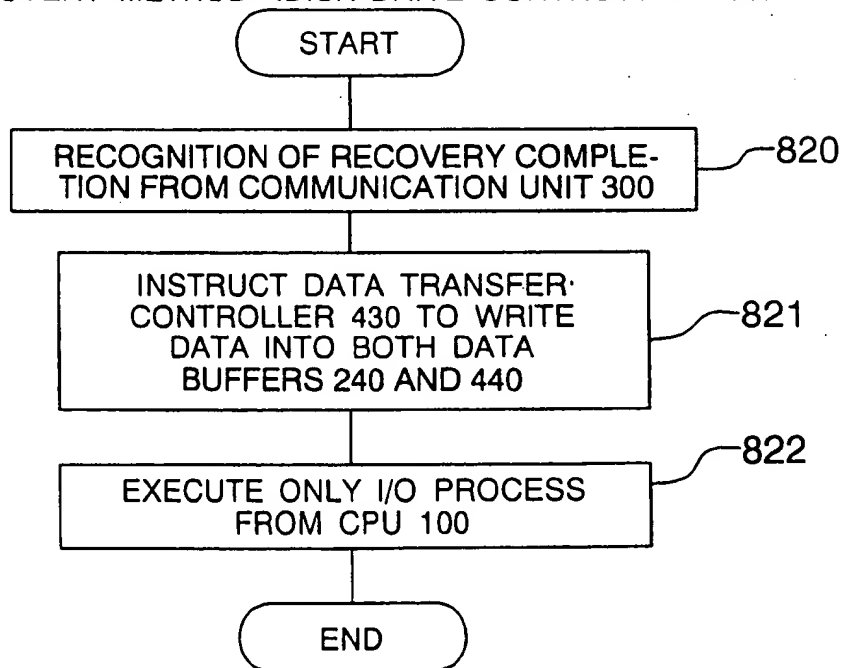 START
RECOGNITION OF RECOVERY COMPLE-
TION FROM COMMUNICATION UNIT 300
820
INSTRUCT DATA TRANSFER
CONTROLLER 430 TO WRITE
DATA INTO BOTH DATA
BUFFERS 240 AND 440
821
822
EXECUTE ONLY I/O PROCESS
FROM CPU 100
END